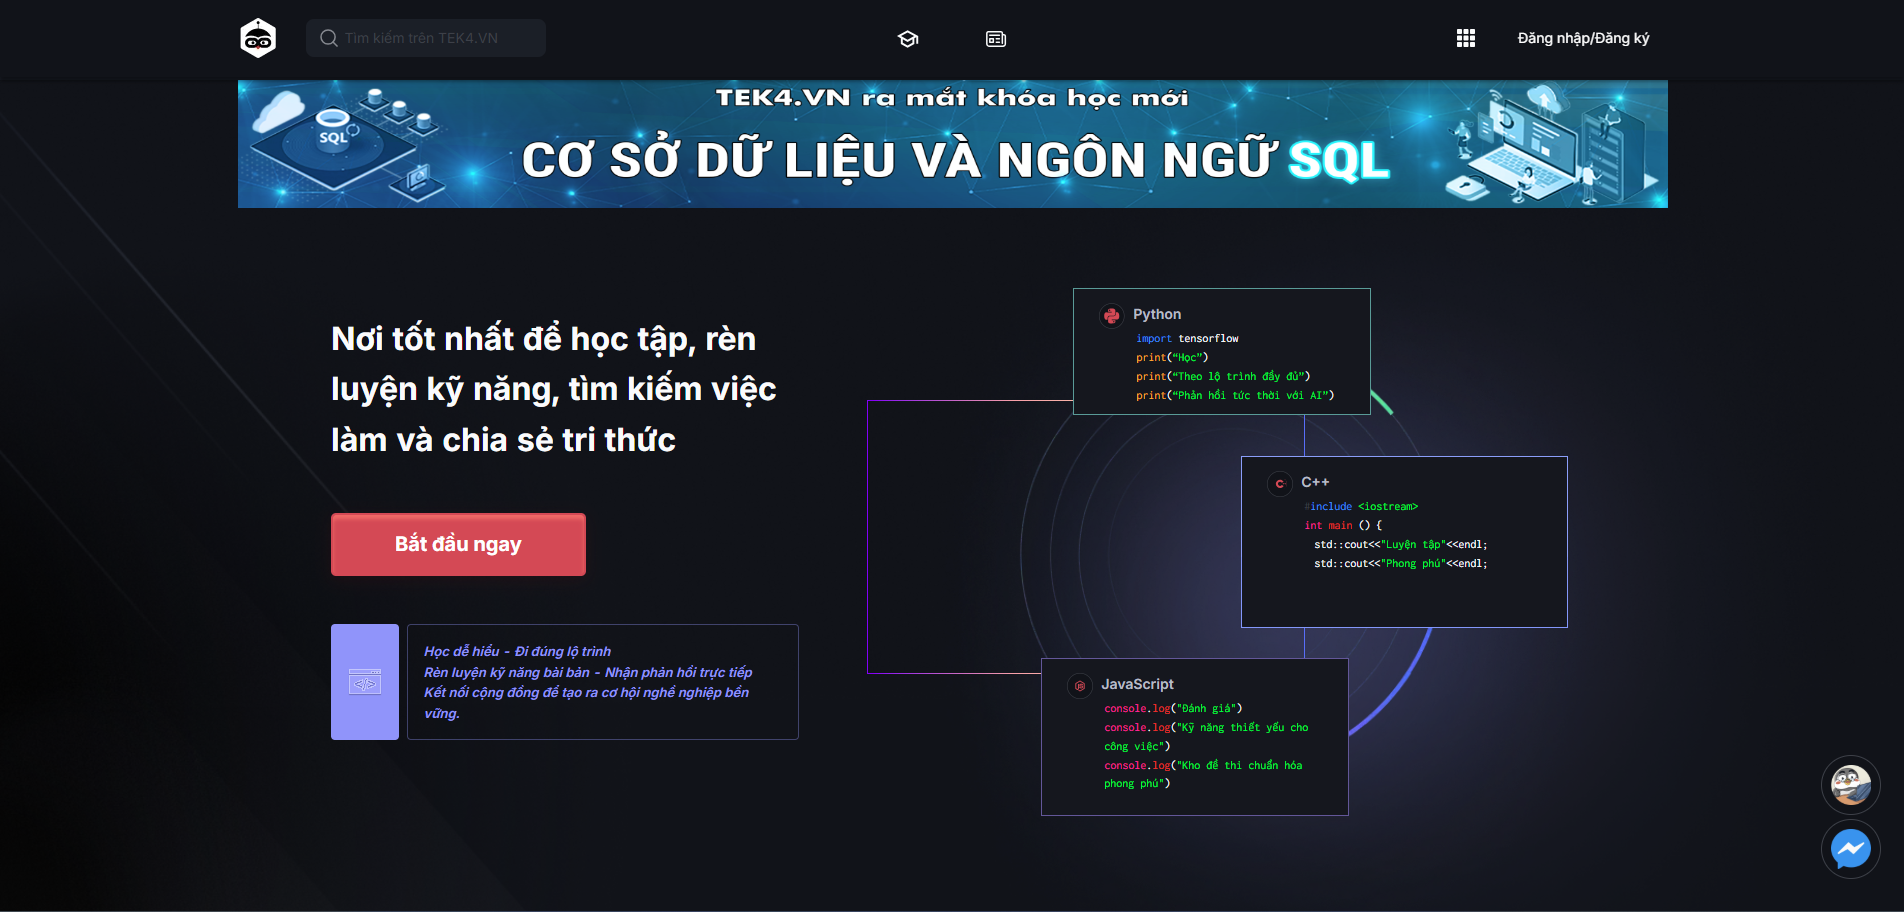 Tìm kiếm trên TEK4.VN
Đăng nhập/Đăng ký
TEK4.VN ra mắt khóa học mới
SQL
CƠ SỞ DỮ LIỆU VÀ NGÔN NGỮ SQL
Nơi tốt nhất để học tập, rèn
luyện kỹ năng, tìm kiếm việc
làm và chia sẻ tri thức
Bắt đầu ngay
Học dễ hiểu - Đi đúng lộ trình
Rèn luyện kỹ năng bài bản - Nhận phản hồi trực tiếp
Kết nối cộng đồng để tạo ra cơ hội nghề nghiệp bền
vững.
Python
import tensorflow
print(“Học”)
print(“Theo lộ trình đầy đủ”)
print(“Phản hồi tức thời với AI”)
C++
#include <iostream>
int main () {
std::cout<<"Luyện tập"<<endl;
std::cout<<"Phong phú"<<endl;
JavaScript
console.log("Đánh giá")
console.log("Kỹ năng thiết yếu cho
công việc")
console.log("Kho đề thi chuẩn hóa
phong phú")